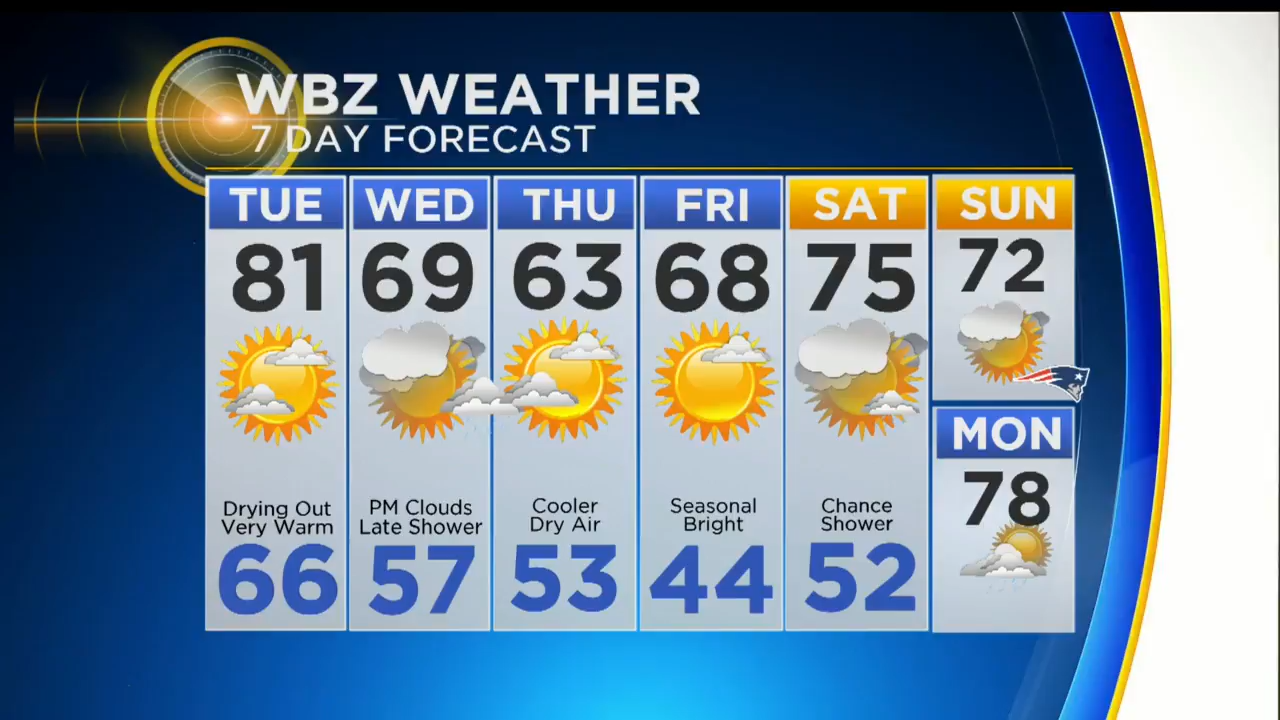 WBZ WEATHER
7 DAY FORECAST
TUE
81
Drying Out
Very Warm
66
WED
69
PM Clouds
Late Shower
57
THU
63
Cooler
Dry Air
53
FRI
68
Seasonal
Bright
44
SAT
75
Chance
Shower
52
SUN
72
MON
78